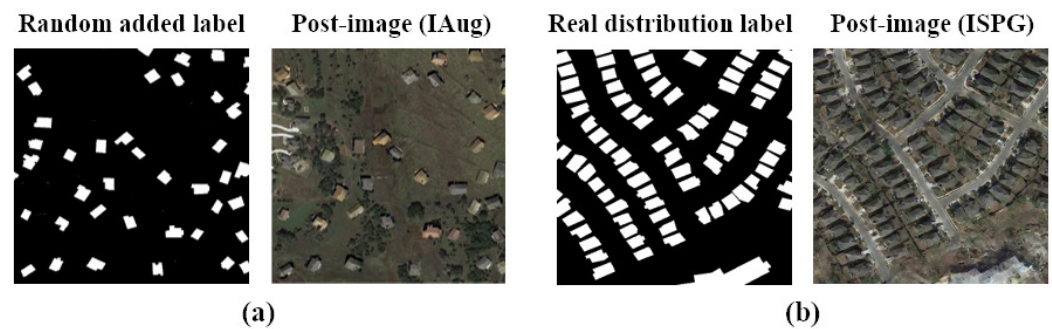 Random added label
Post-image (IAug)
Real distribution label
Post-image (ISPG)
(a)
(b)